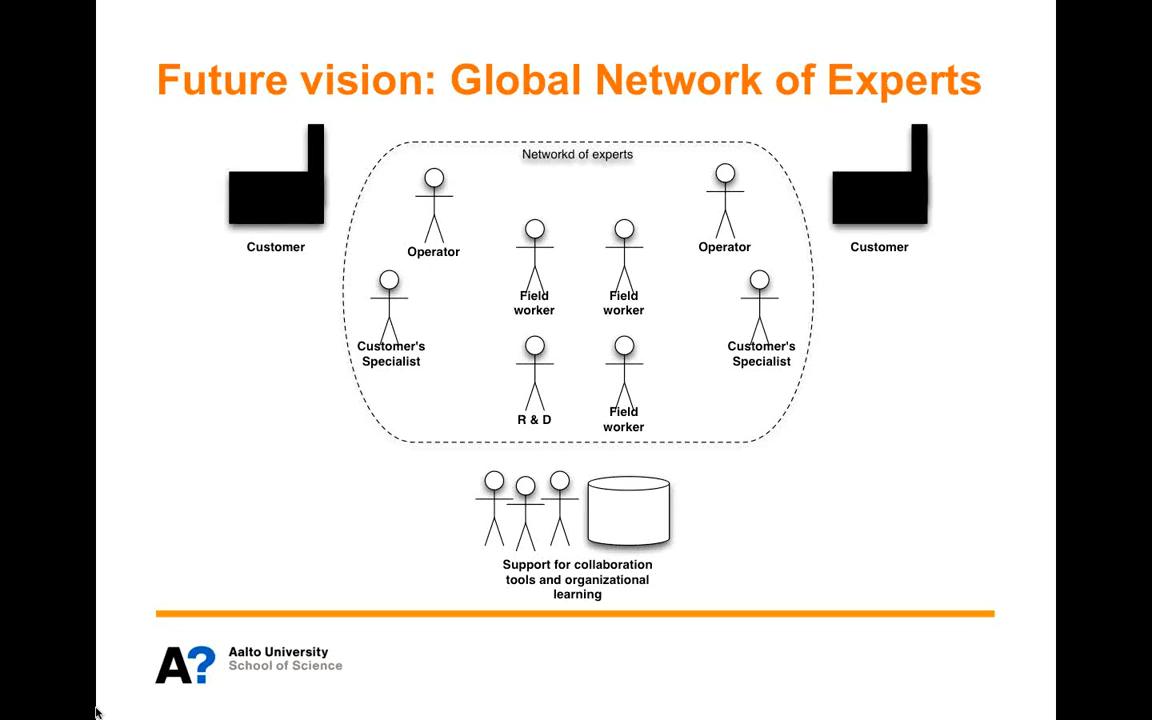 Future vision: Global Network of Experts
Networkd of experts
Customer
Operator
Operator
Customer
Field
worker
Field
worker
Customer's
Specialist
Customer's
Specialist
R & D
Field
worker
Support for collaboration
tools and organizational
learning
A?
Aalto University
School of Science